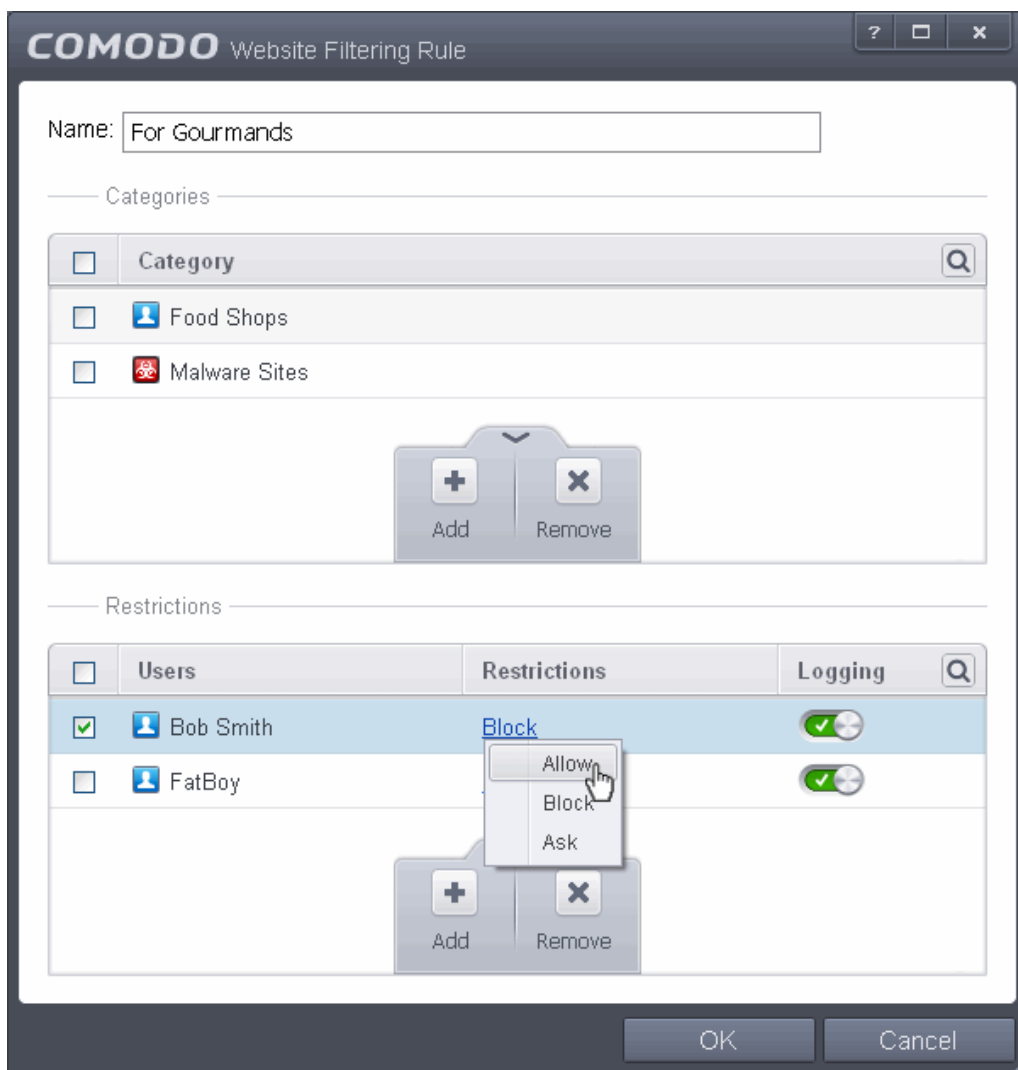 COMODO Website Filtering Rule ?
Name: For Gourmands
Categories
Category
Food Shops
Malware Sites
Add Remove
Restrictions
Users Restrictions Logging
Bob Smith Block
Allow
FatBoy
Block
Ask
Add Remove
OK Cancel